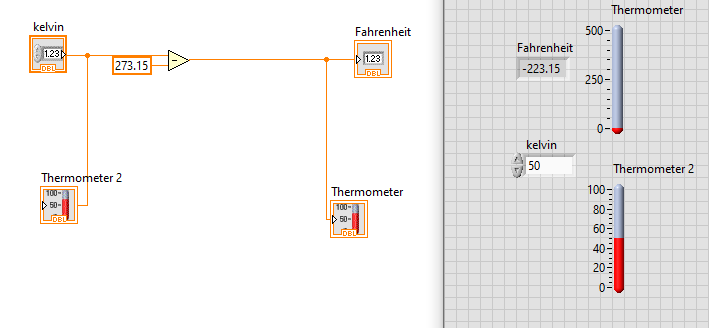 kelvin
1.23
DBL
273.15
-
Fahrenheit
1.23
DBL
Thermometer 2
100-
50-
DBL
Thermometer
100-
50-
DBL
Thermometer
500-
250-
0-
Fahrenheit
-223.15
kelvin
50
Thermometer 2
100-
80-
60-
40-
20-
0-